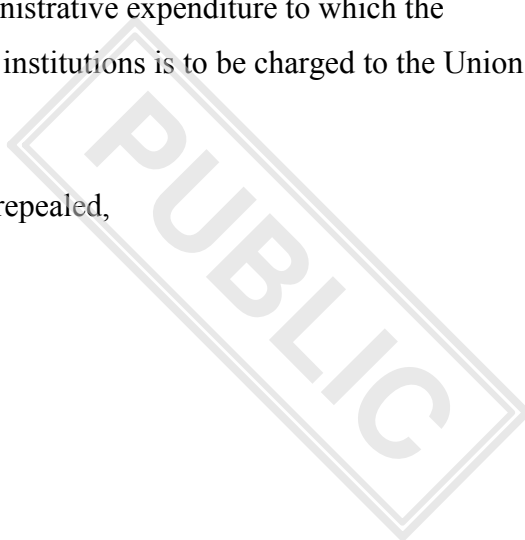 nistrative expenditure to which the
institutions is to be charged to the Union
repealed,
PUBLIC